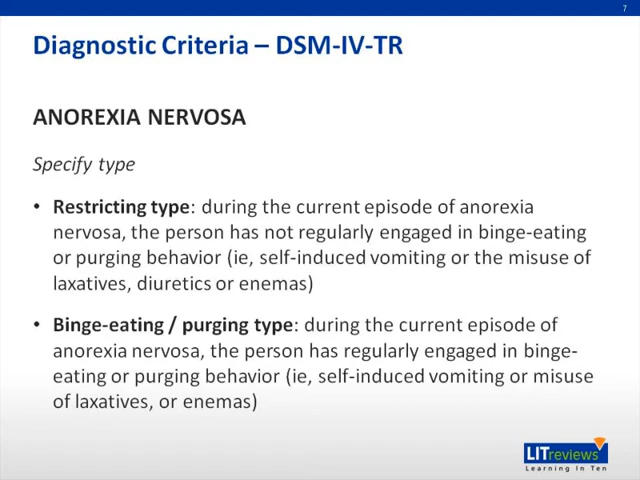 7
Diagnostic Criteria – DSM-IV-TR
ANOREXIA NERVOSA
Specify type
• Restricting type: during the current episode of anorexia
nervosa, the person has not regularly engaged in binge-eating
or purging behavior (ie, self-induced vomiting or the misuse of
laxatives, diuretics or enemas)
• Binge-eating / purging type: during the current episode of
anorexia nervosa, the person has regularly engaged in binge-
eating or purging behavior (ie, self-induced vomiting or misuse
of laxatives, or enemas)
LITreviews
Learning In Ten